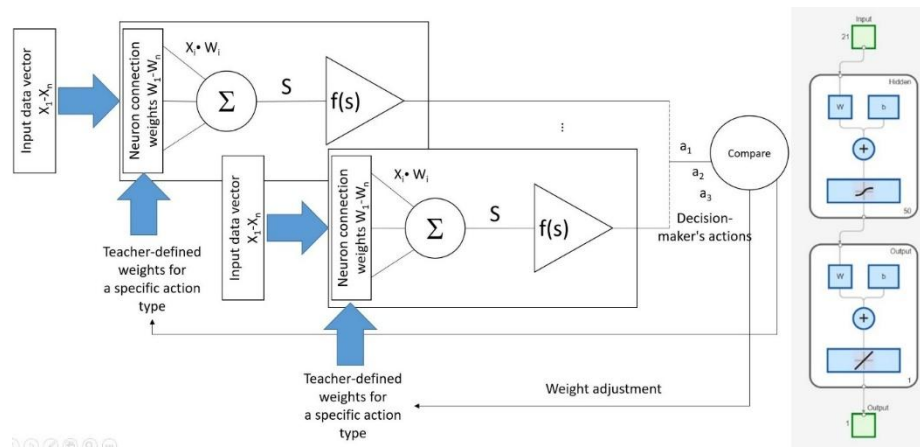 Input data vector
X₁-Xₙ
Neuron connection
weights W₁-Wₙ
Xᵢ• Wᵢ
Σ
S
f(s)
Teacher-defined
weights for
a specific action
type
Input data vector
X₁-Xₙ
Neuron connection
weights W₁-Wₙ
Xᵢ• Wᵢ
Σ
S
f(s)
Teacher-defined
weights for
a specific action
type
...
a₁
a₂
a₃
Decision-
maker's actions
Compare
Weight adjustment
Input
21
Hidden
W
b
+
50
Output
W
b
+
1
Output
1